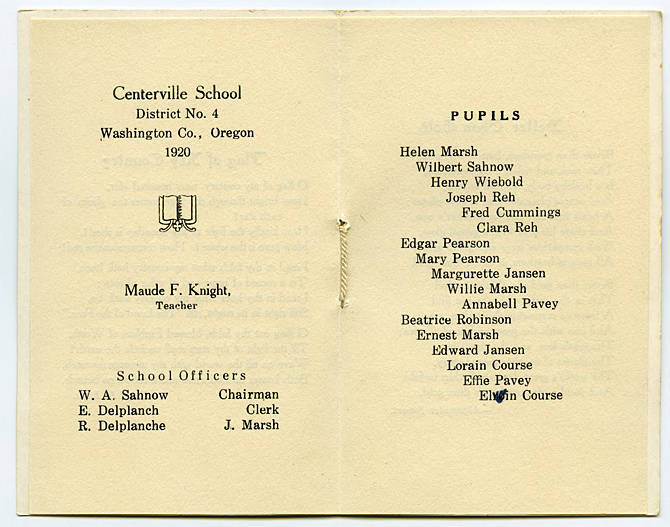 Centerville School
District No. 4
Washington Co., Oregon
1920
Maude F. Knight,
Teacher
School Officers
W. A. Sahnow Chairman
E. Delplanch Clerk
R. Delplanche J. Marsh
PUPILS
Helen Marsh
Wilbert Sahnow
Henry Wiebold
Joseph Reh
Fred Cummings
Clara Reh
Edgar Pearson
Mary Pearson
Margurette Jansen
Willie Marsh
Annabell Pavey
Beatrice Robinson
Ernest Marsh
Edward Jansen
Lorain Course
Effie Pavey
Course